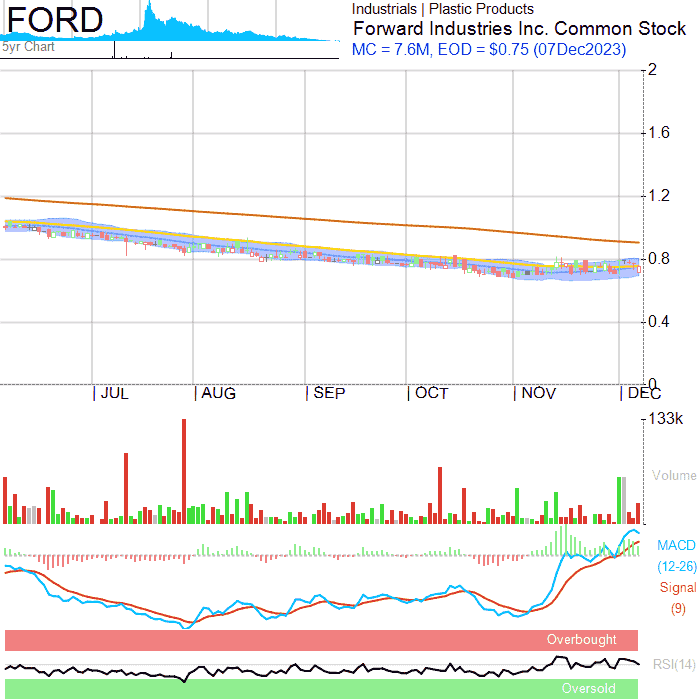 FORD
5yr Chart
Industrials | Plastic Products
Forward Industries Inc. Common Stock
MC = 7.6M, EOD = $0.75 (07Dec2023)
2
1.6
1.2
0.8
0.4
0
JUL AUG SEP OCT NOV DEC
133k
Volume
MACD
(12-26)
Signal
(9)
Overbought
RSI(14)
Oversold